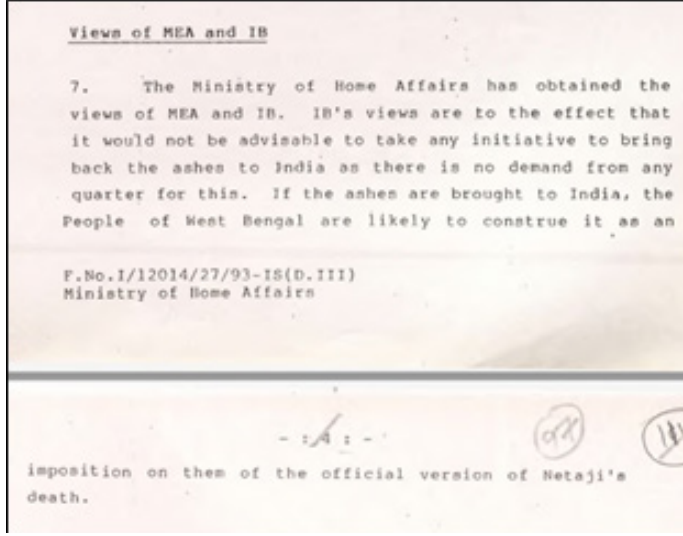 Views of MEA and IB
7. The Ministry of Home Affairs has obtained the
views of MEA and IB. IB's views are to the effect that
it would not be advisable to take any initiative to bring
back the ashes to India as there is no demand from any
quarter for this. If the ashes are brought to India, the
People of West Bengal are likely to construe it as an
F.No.I/12014/27/93-IS(D.III)
Ministry of Home Affairs
- : 4 : -
imposition on them of the official version of Netaji's
death.